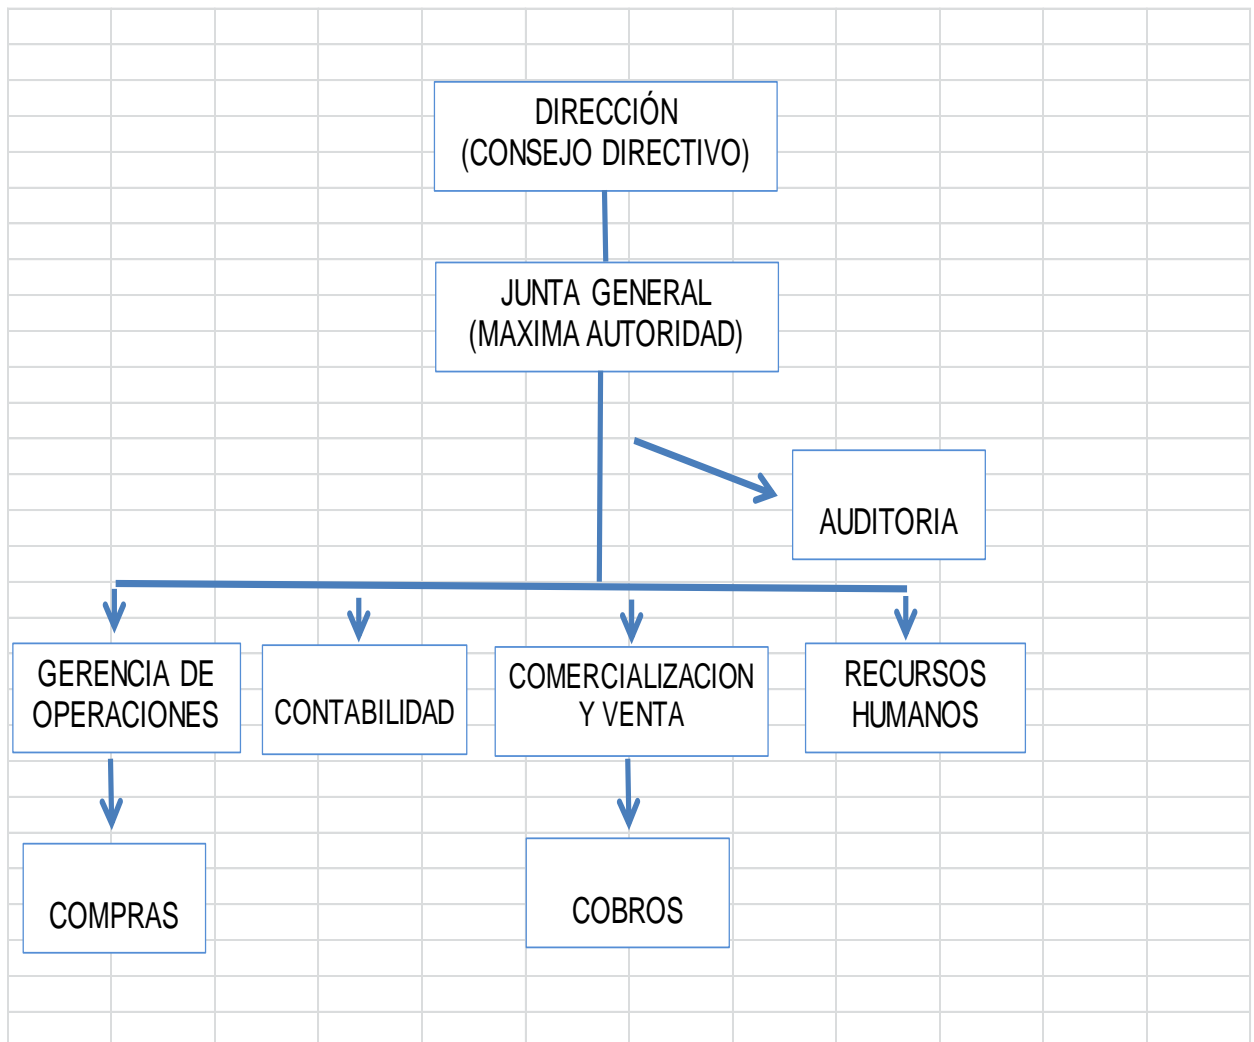 DIRECCIÓN
(CONSEJO DIRECTIVO)
JUNTA GENERAL
(MAXIMA AUTORIDAD)
AUDITORIA
GERENCIA DE
OPERACIONES
CONTABILIDAD
COMERCIALIZACION
Y VENTA
RECURSOS
HUMANOS
COMPRAS
COBROS